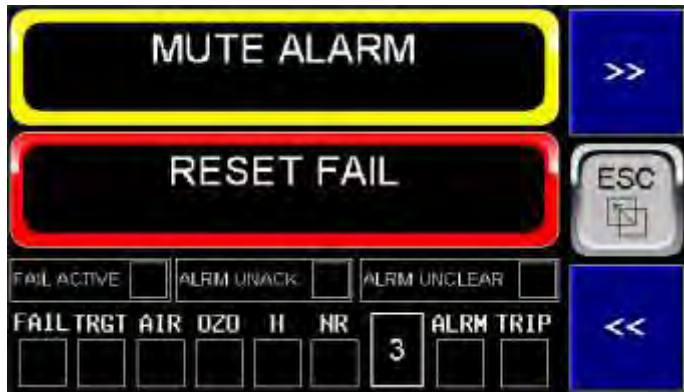 MUTE ALARM
>>
RESET FAIL
ESC
FAIL ACTIVE ALRM UNACK ALRM UNCLEAR
FAIL TRGT AIR OZO H NR 3 ALRM TRIP
<<